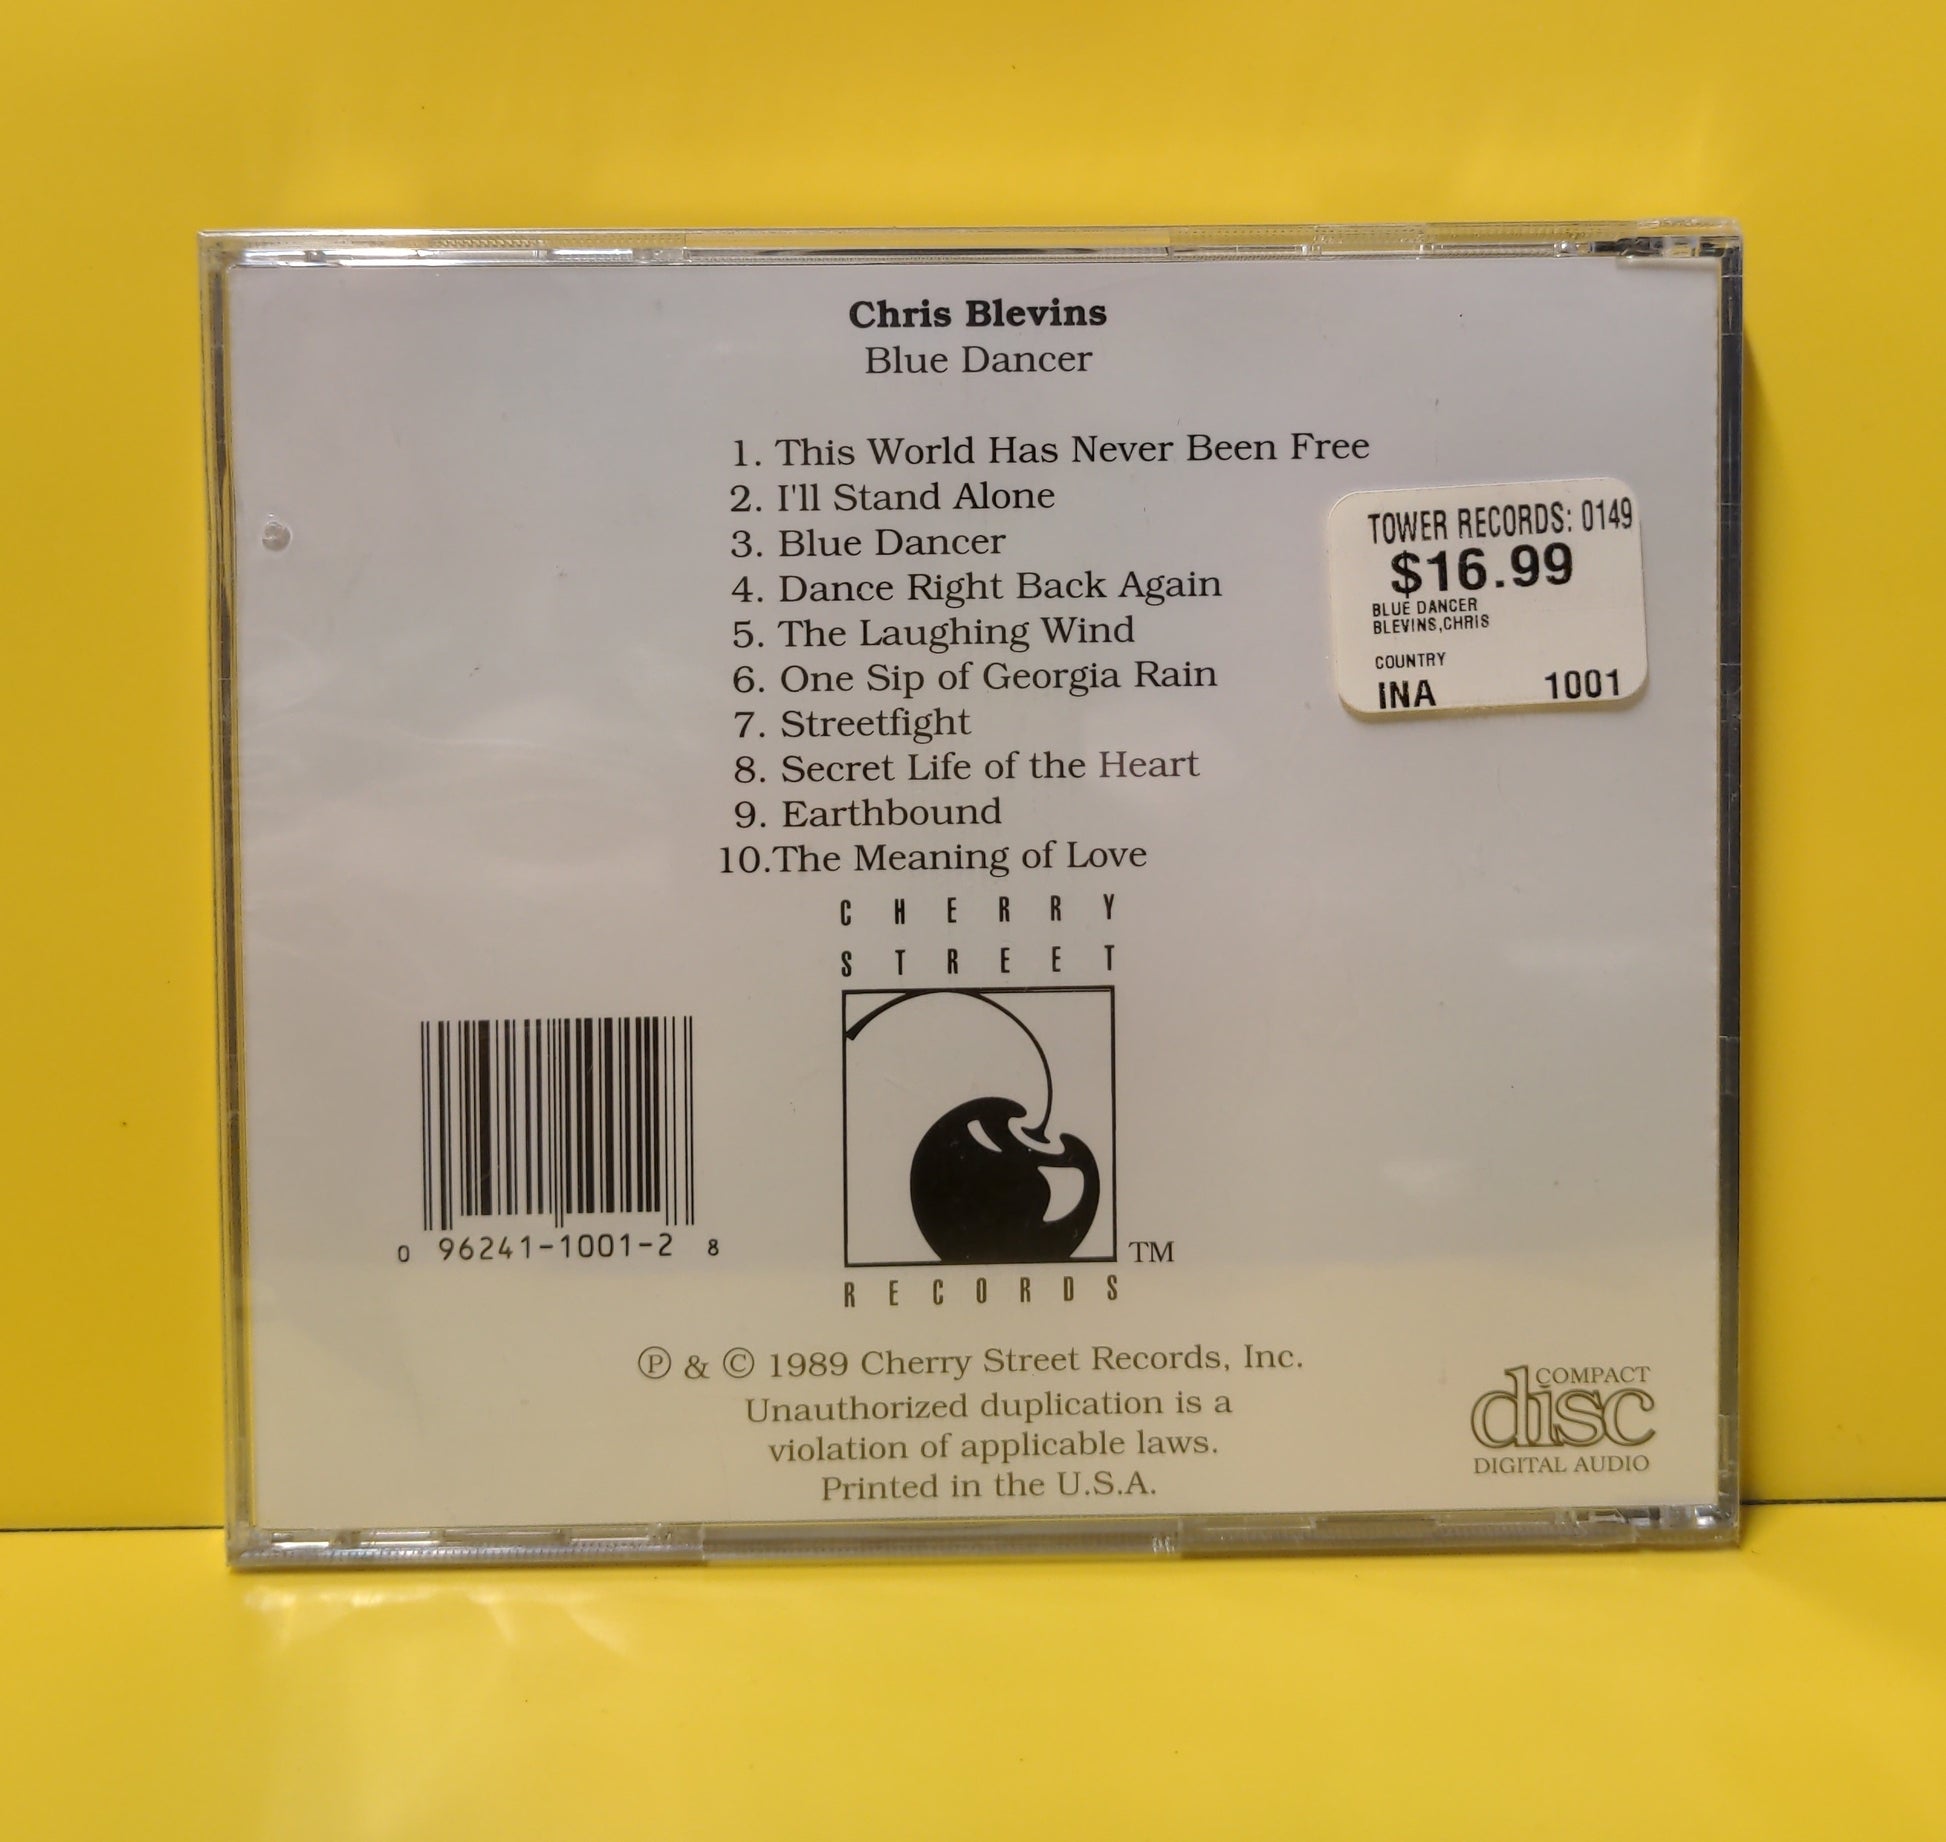 Chris Blevins
Blue Dancer
1. This World Has Never Been Free
2. I'll Stand Alone
3. Blue Dancer
4. Dance Right Back Again
5. The Laughing Wind
6. One Sip of Georgia Rain
7. Streetfight
8. Secret Life of the Heart
9. Earthbound
10.The Meaning of Love
TOWER RECORDS: 0149
$16.99
BLUE DANCER
BLEVINS,CHRIS
COUNTRY
INA 1001
CHERRY
STREET
TM
RECORDS
0 96241-1001-2 8
℗ & © 1989 Cherry Street Records, Inc.
Unauthorized duplication is a
violation of applicable laws.
Printed in the U.S.A.
COMPACT
disc
DIGITAL AUDIO